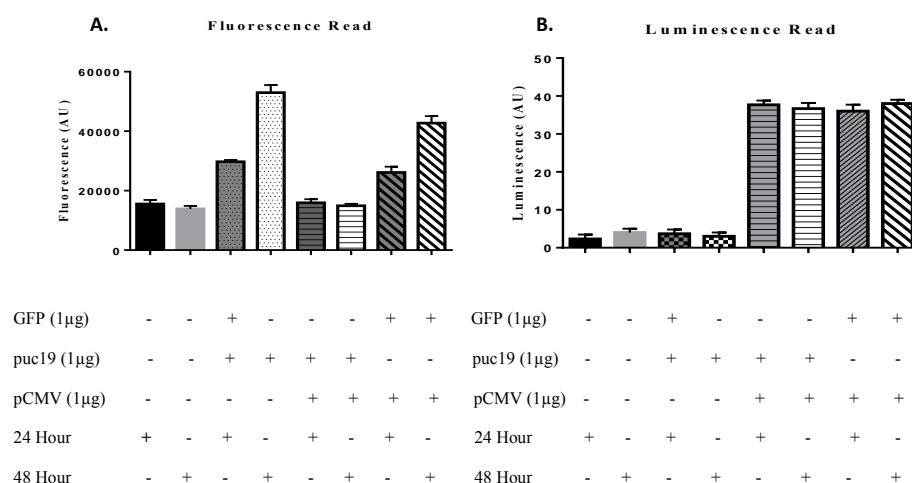 A. Fluorescence Read
Fluorescence (AU)
60000
40000
20000
0
B. Luminescence Read
Luminescence (AU)
50
40
30
20
10
0
GFP (1µg) - - + - - - + +
puc19 (1µg) - - + + + + - -
pCMV (1µg) - - - - + + + +
24 Hour + - + - + - + -
48 Hour - + - + - + - +
GFP (1µg) - - + - - - + +
puc19 (1µg) - - + + + + - -
pCMV (1µg) - - - - + + + +
24 Hour + - + - + - + -
48 Hour - + - + - + - +